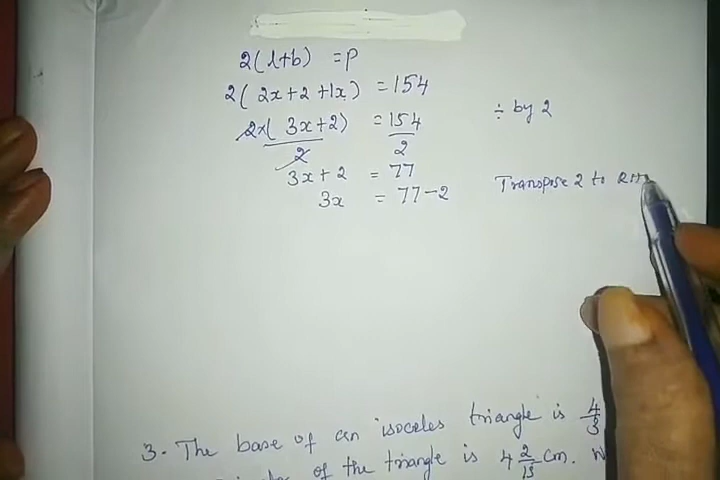 2(l+b) = P
2(2x+2+1x) = 154
2×(3x+2)/2 = 154/2 ÷ by 2
3x+2 = 77
3x = 77-2 Transpose 2 to RH
3. The base of an isoceles triangle is 4/3
of the triangle is 4 2/15 cm. W